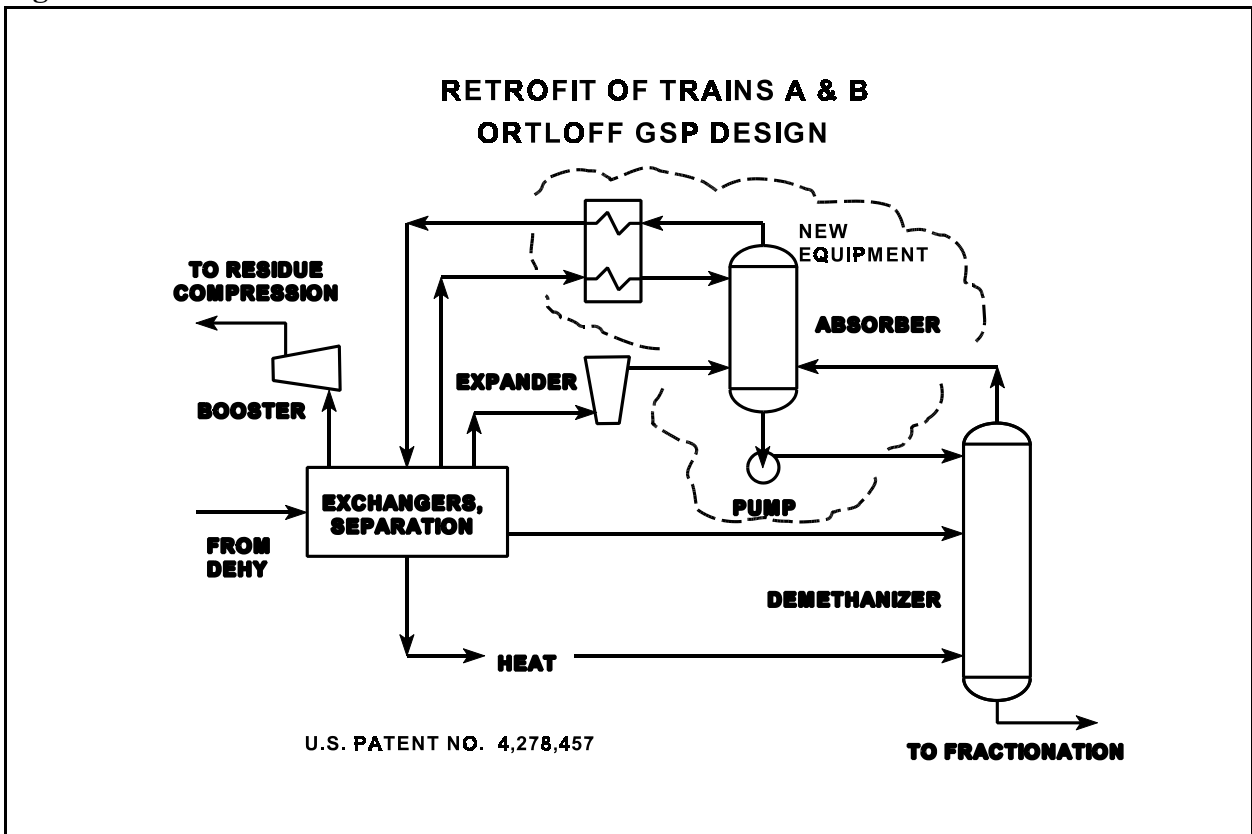 RETROFIT OF TRAINS A & B
ORTLOFF GSP DESIGN
NEW
EQUIPMENT
TO RESIDUE
COMPRESSION
ABSORBER
EXPANDER
BOOSTER
EXCHANGERS,
SEPARATION
PUMP
FROM
DEHY
DEMETHANIZER
HEAT
U.S. PATENT NO. 4,278,457
TO FRACTIONATION